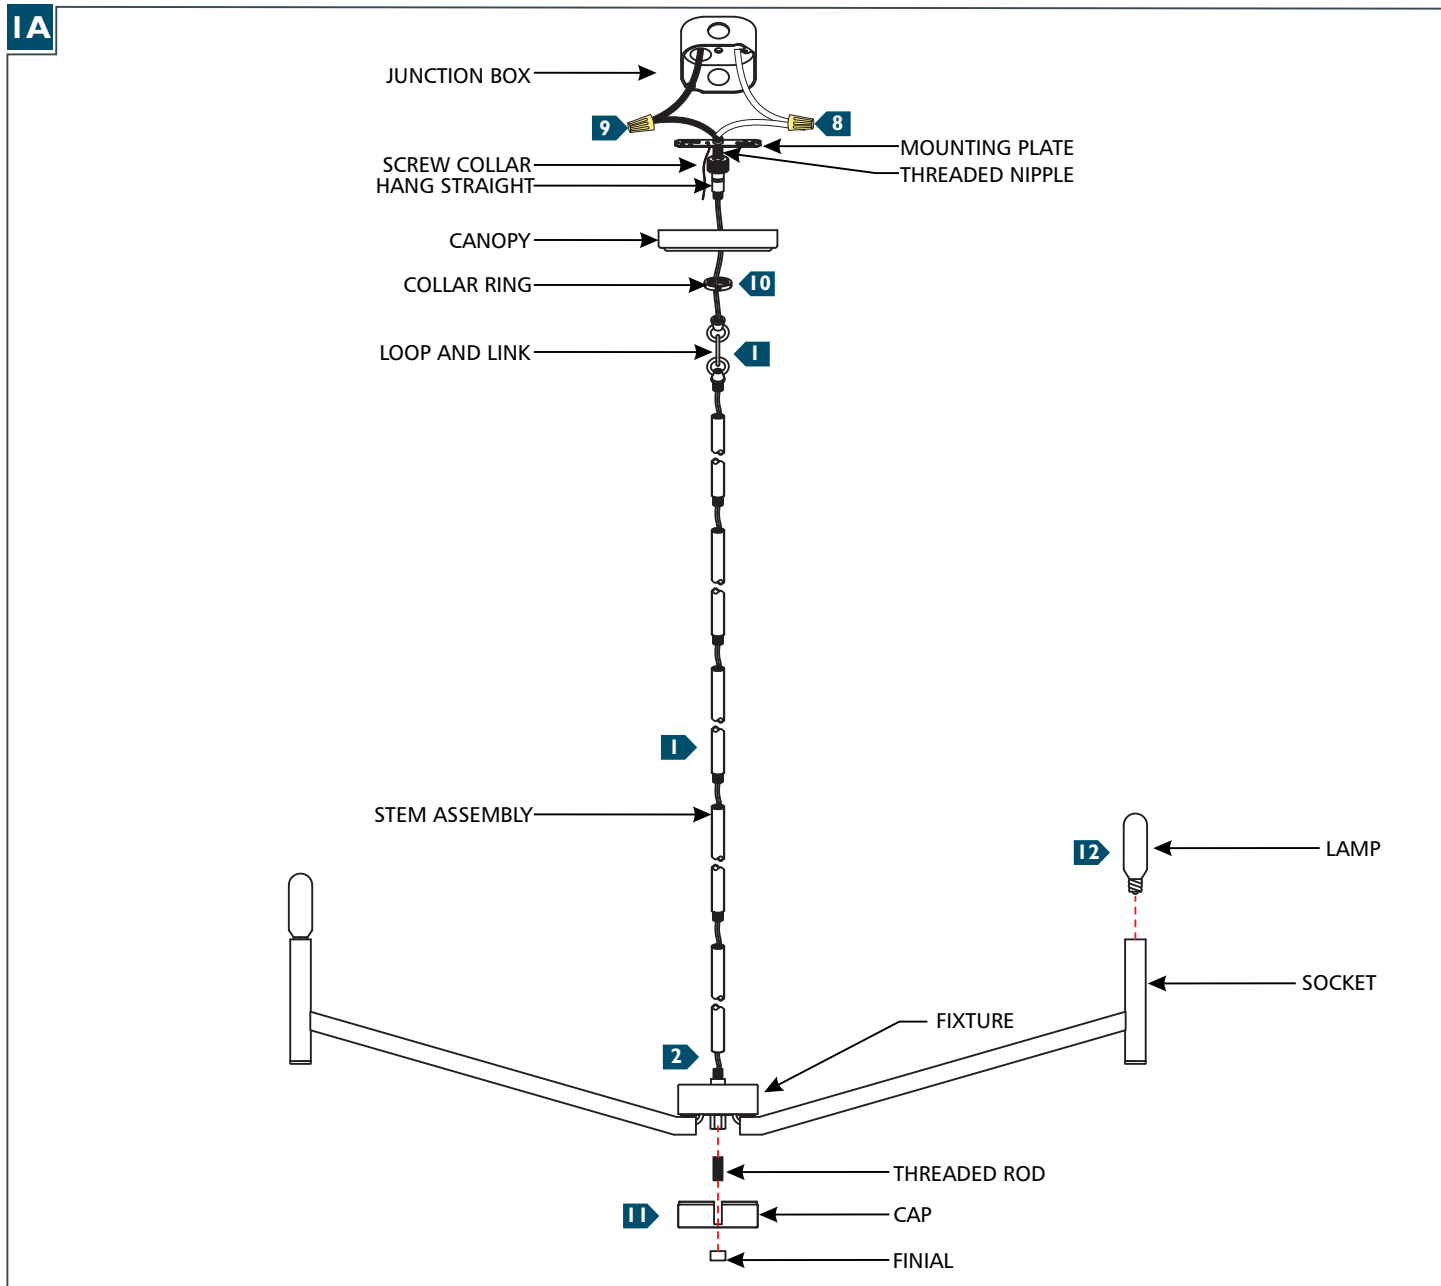 1A
JUNCTION BOX
9
8
MOUNTING PLATE
SCREW COLLAR
THREADED NIPPLE
HANG STRAIGHT
CANOPY
COLLAR RING
10
LOOP AND LINK
1
1
STEM ASSEMBLY
12
LAMP
SOCKET
FIXTURE
2
THREADED ROD
11
CAP
FINIAL